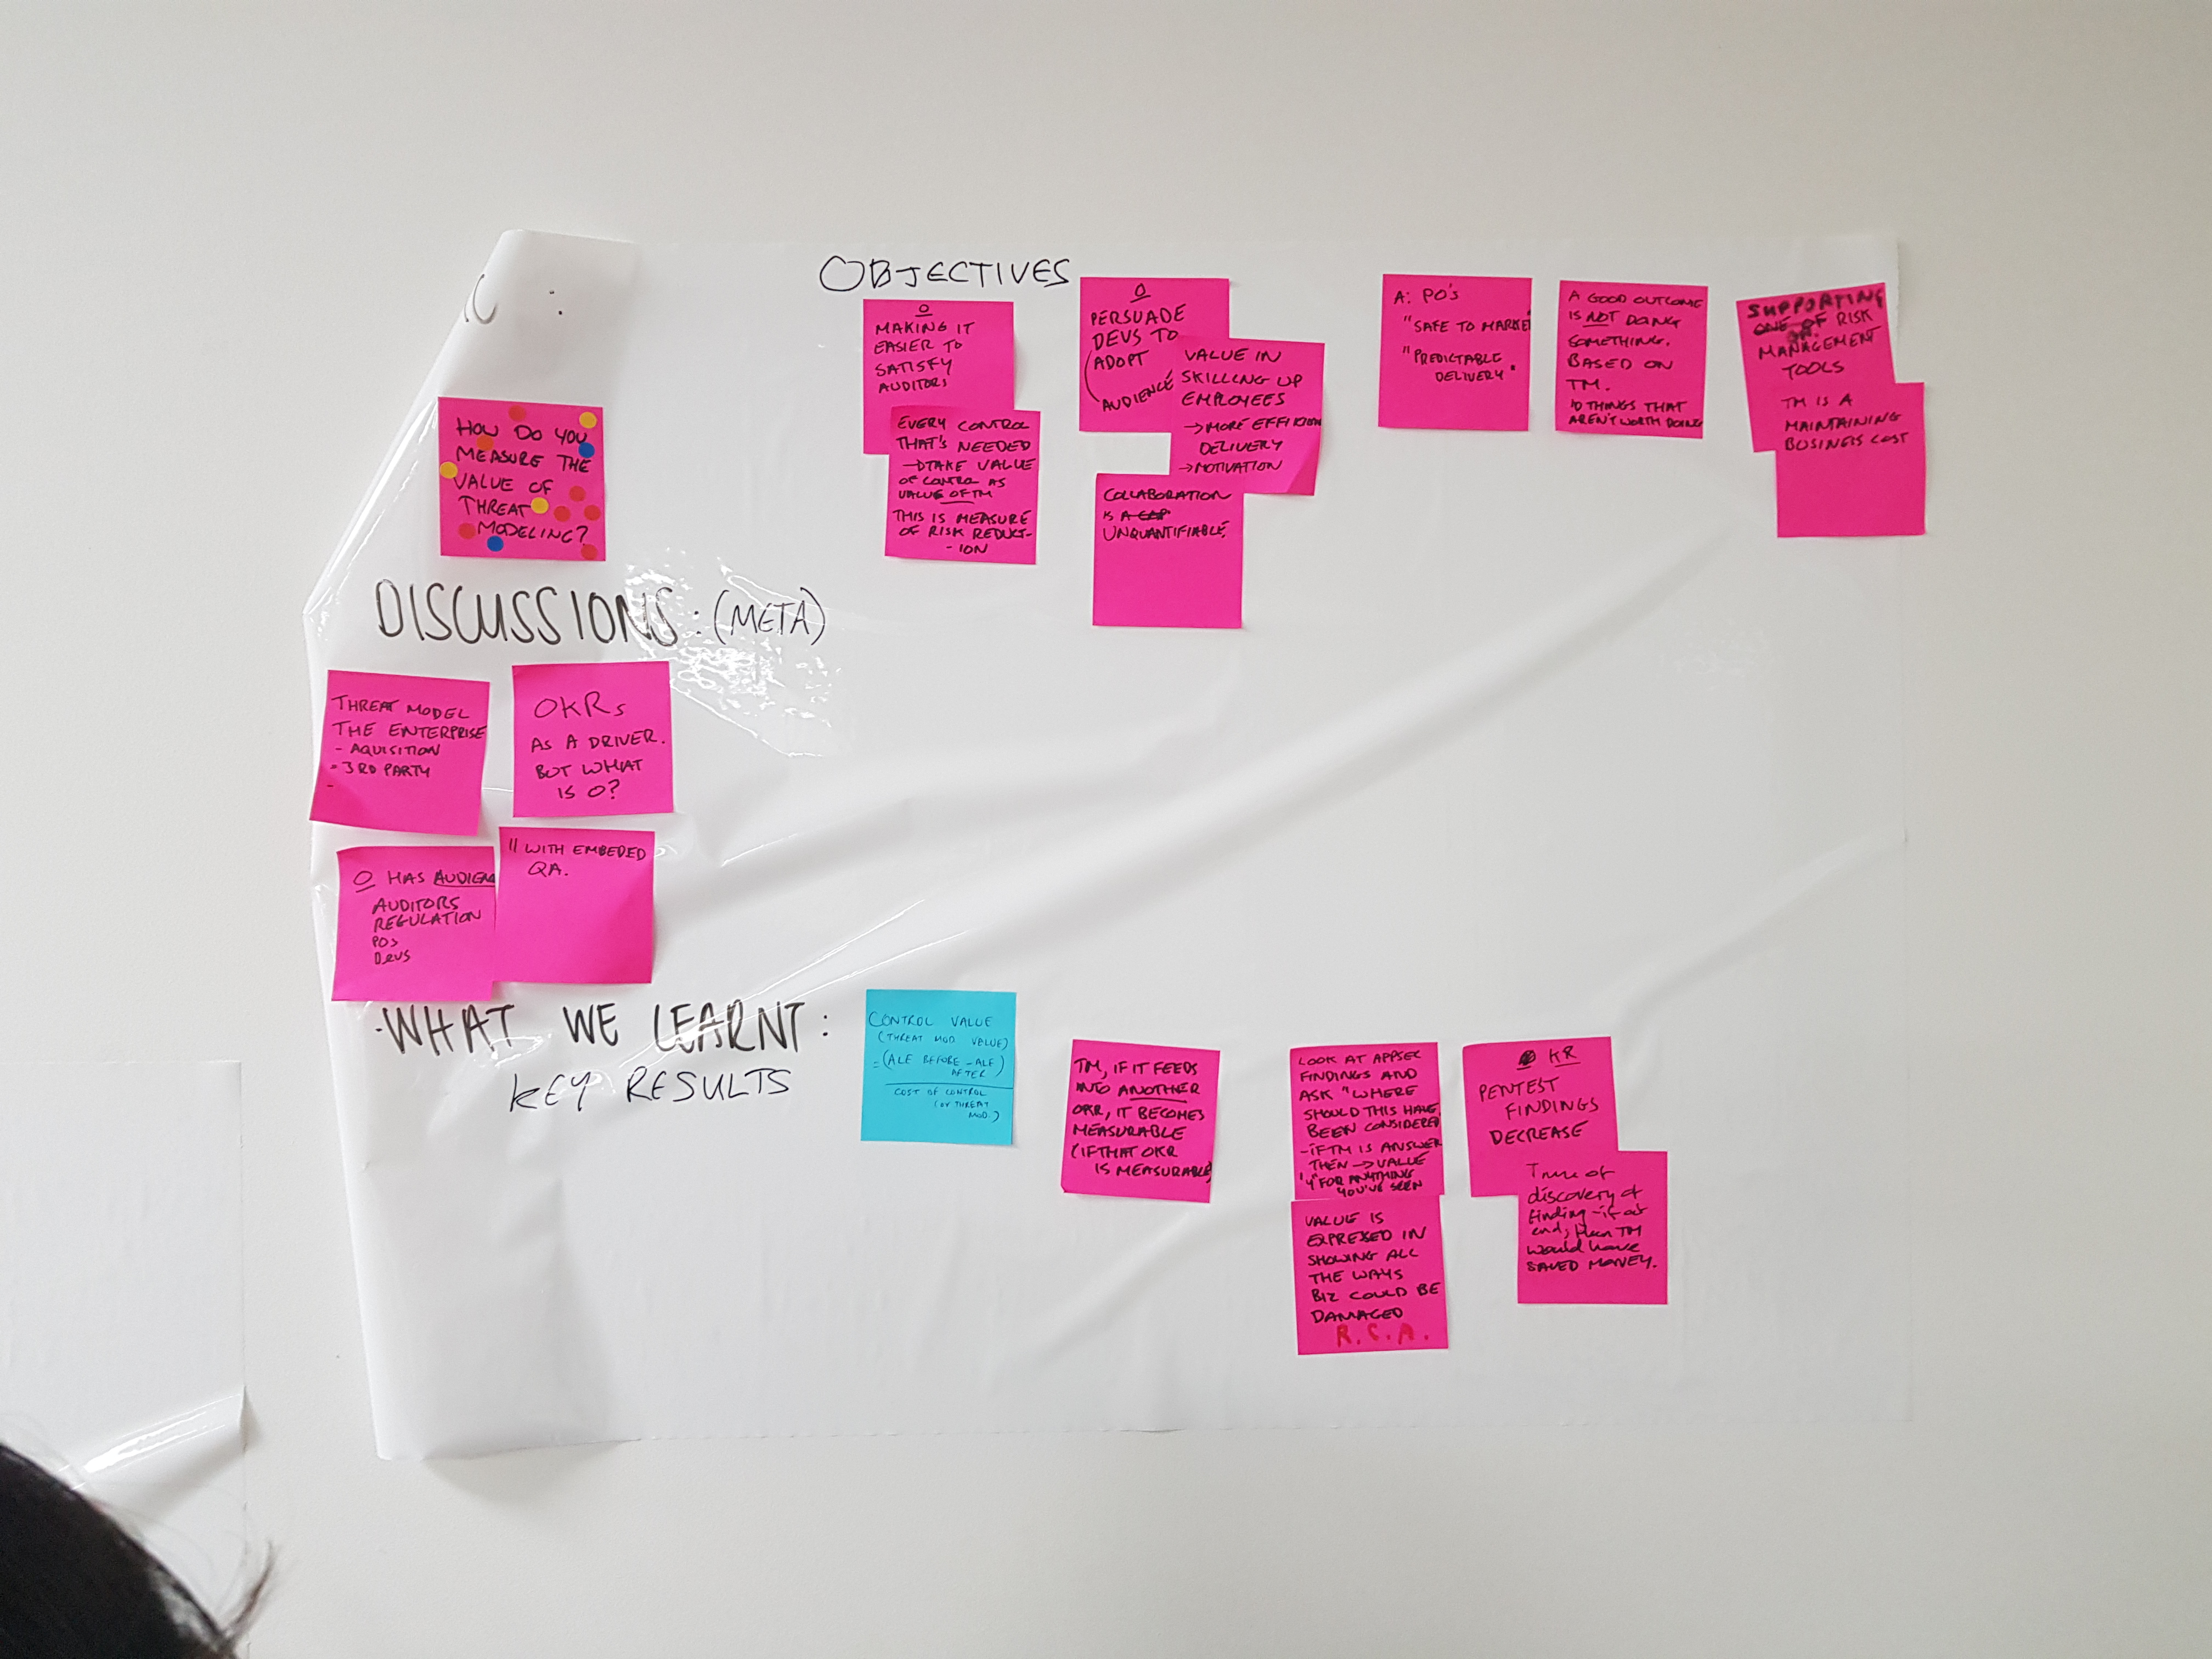 OBJECTIVES
HOW DO YOU
MEASURE THE
VALUE OF
THREAT
MODELING?
O
MAKING IT
EASIER TO
SATISFY
AUDITORS
EVERY CONTROL
THAT'S NEEDED
→ TAKE VALUE
OF CONTROL AS
VALUE OF TM
THIS IS MEASURE
OF RISK REDUCT-
-ION
O
PERSUADE
DEVS TO
ADOPT
AUDIENCE
VALUE IN
SKILLING UP
EMPLOYEES
→ MORE
DELIVERY
→ MOTIVATION
COLLABORATION
IS A GAP
UNQUANTIFIABLE
A: PO'S
"SAFE TO MARKET"
"PREDICTABLE
DELIVERY"
A GOOD OUTCOME
IS NOT DOING
SOMETHING.
BASED ON
TM.
THINGS THAT
AREN'T WORTH DOING
SUPPORTING
ONE OF RISK
MANAGEMENT
TOOLS
TM IS A
MAINTAINING
BUSINESS COST
DISCUSSIONS: (META)
THREAT MODEL
THE ENTERPRISE
- AQUISITION
- 3RD PARTY
-
OKRs
AS A DRIVER.
BUT WHAT
IS O?
O HAS
AUDITORS
REGULATION
POs
Devs
" WITH EMBEDED
QA.
·WHAT WE LEARNT:
KEY RESULTS
CONTROL VALUE
(THREAT MOD VALUE)
= (ALE BEFORE - ALE
AFTER)
COST OF CONTROL
(OR THREAT
MOD.)
TM, IF IT FEEDS
INTO ANOTHER
OKR, IT BECOMES
MEASURABLE
(IF THAT OKR
IS MEASURABLE)
LOOK AT APPSEC
FINDINGS AND
ASK "WHERE
SHOULD THIS HAVE
BEEN CONSIDERED
- IF TM IS ANSWER
THEN → VALUE
"Y" FOR ANYTHING
YOU'VE SEEN
VALUE IS
EXPRESSED IN
SHOWING ALL
THE WAYS
BIZ COULD BE
DAMAGED
R.C.A.
KR
PENTEST
FINDINGS
DECREASE
Time of
discovery of
finding - if at
end, then TM
would have
SAVED MONEY.